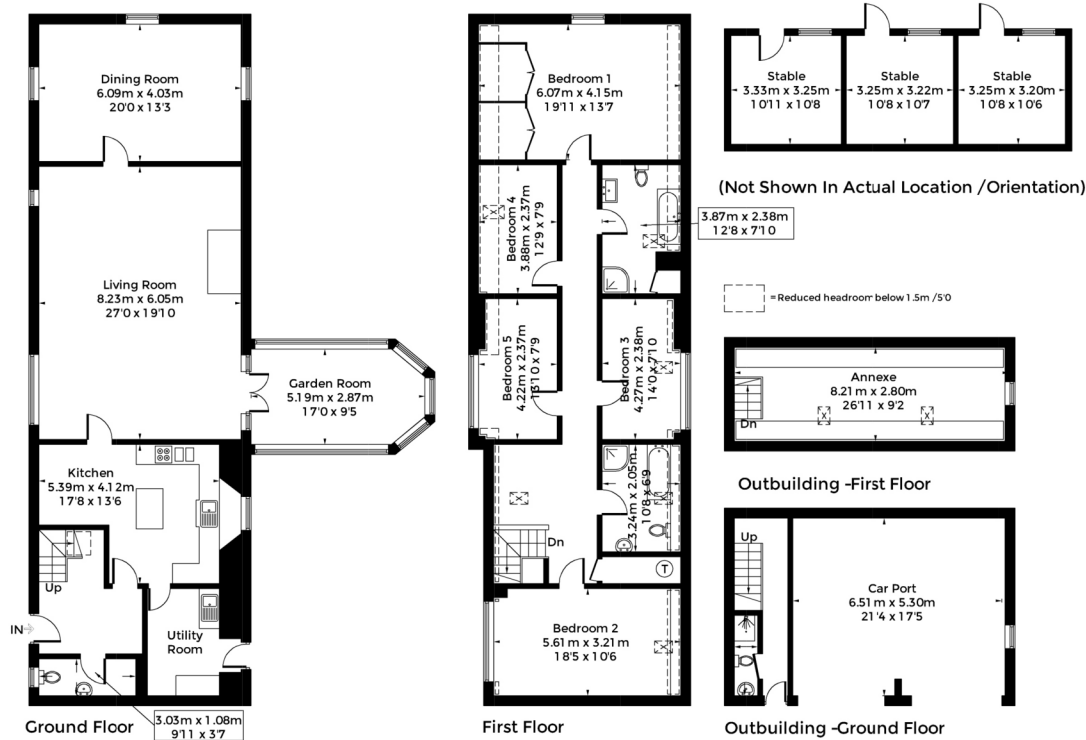 Dining Room
6.09m x 4.03m
20'0 x 13'3
Living Room
8.23m x 6.05m
27'0 x 19'10
Garden Room
5.19m x 2.87m
17'0 x 9'5
Kitchen
5.39m x 4.12m
17'8 x 13'6
Up
IN
Utility
Room
3.03m x 1.08m
9'11 x 3'7
Ground Floor
Bedroom 1
6.07m x 4.15m
19'11 x 13'7
Bedroom 4
3.88m x 2.37m
12'9 x 7'9
X
3.87m x 2.38m
12'8 x 7'10
X
Bedroom 5
4.22m x 2.37m
13'10 x 7'9
Bedroom 3
4.27m x 2.38m
14'0 x 7'10
X
3.24m x 2.05m
10'8 x 6'9
X
X
Dn
T
Bedroom 2
5.61m x 3.21m
18'5 x 10'6
X
First Floor
Stable
3.33m x 3.25m
10'11 x 10'8
Stable
3.25m x 3.22m
10'8 x 10'7
Stable
3.25m x 3.20m
10'8 x 10'6
(Not Shown In Actual Location /Orientation)
= Reduced headroom below 1.5m /5'0
Annexe
8.21m x 2.80m
26'11 x 9'2
Dn
X
X
Outbuilding -First Floor
Up
Car Port
6.51m x 5.30m
21'4 x 17'5
Outbuilding -Ground Floor